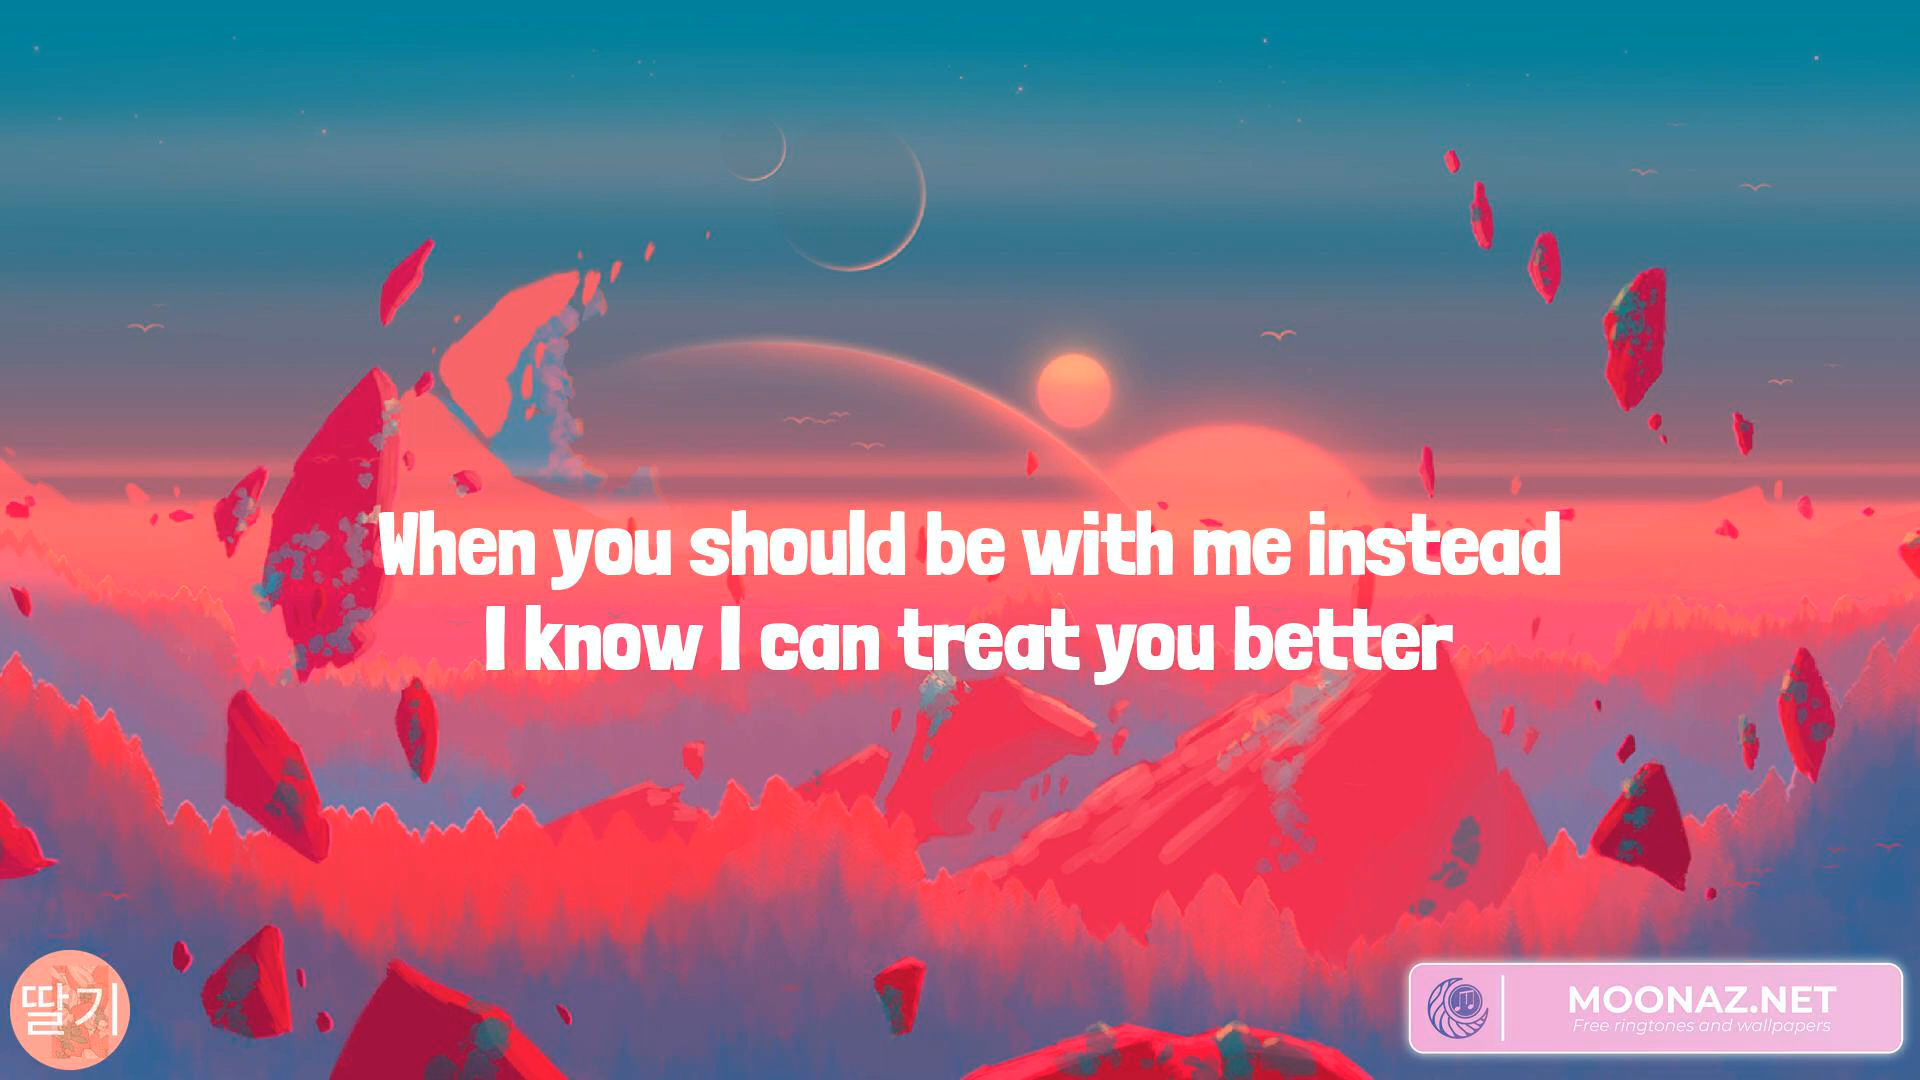 When you should be with me instead
I know I can treat you better
딸기
MOONAZ.NET
Free ringtones and wallpapers